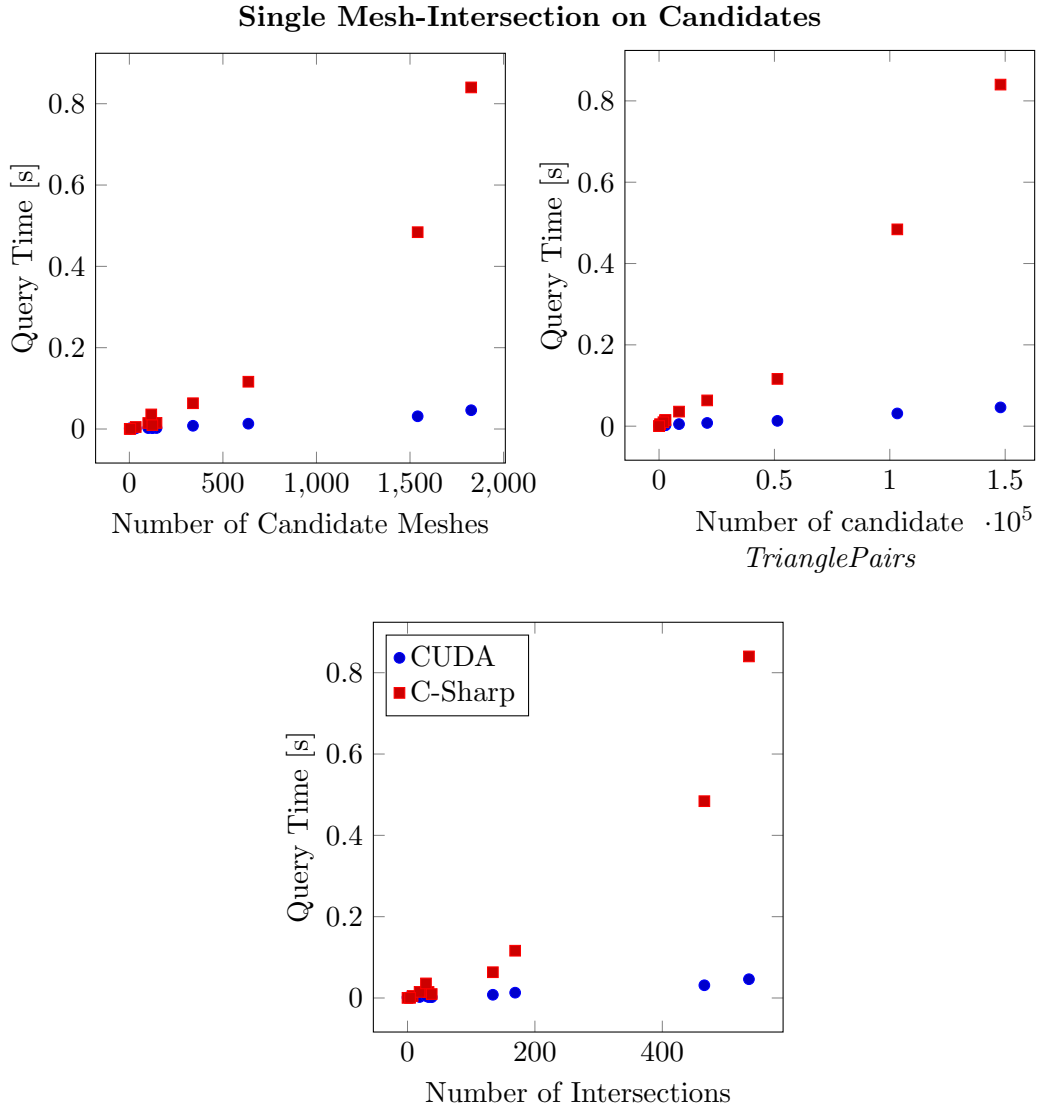 Single Mesh-Intersection on Candidates
Query Time [s]
0.8
0.6
0.4
0.2
0
0 500 1,000 1,500 2,000
Number of Candidate Meshes
Query Time [s]
0.8
0.6
0.4
0.2
0
0 0.5 1 1.5
Number of candidate ·10⁵
TrianglePairs
CUDA
C-Sharp
Query Time [s]
0.8
0.6
0.4
0.2
0
0 200 400
Number of Intersections